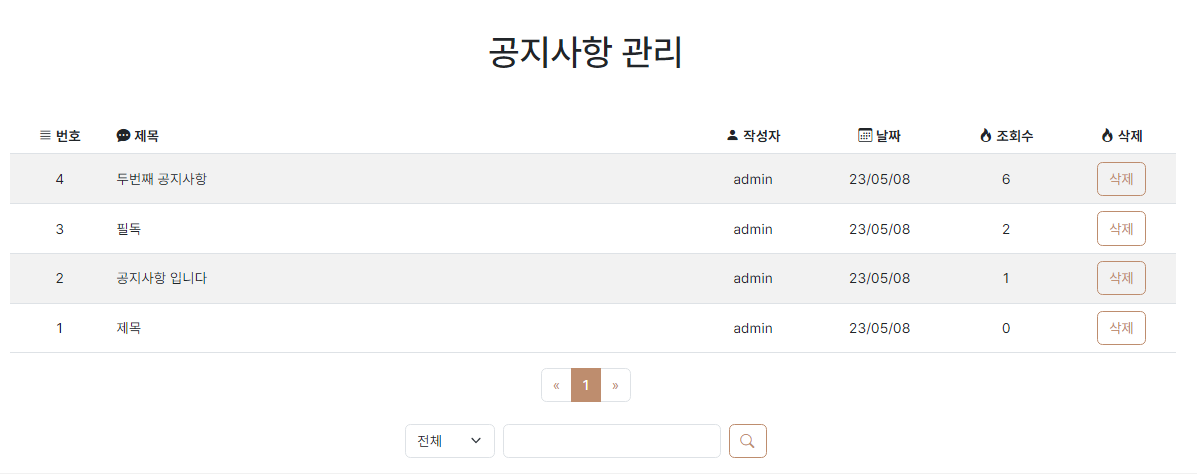 공지사항 관리
번호 제목 작성자 날짜 조회수 삭제
4 두번째 공지사항 admin 23/05/08 6 삭제
3 필독 admin 23/05/08 2 삭제
2 공지사항 입니다 admin 23/05/08 1 삭제
1 제목 admin 23/05/08 0 삭제
« 1 »
전체